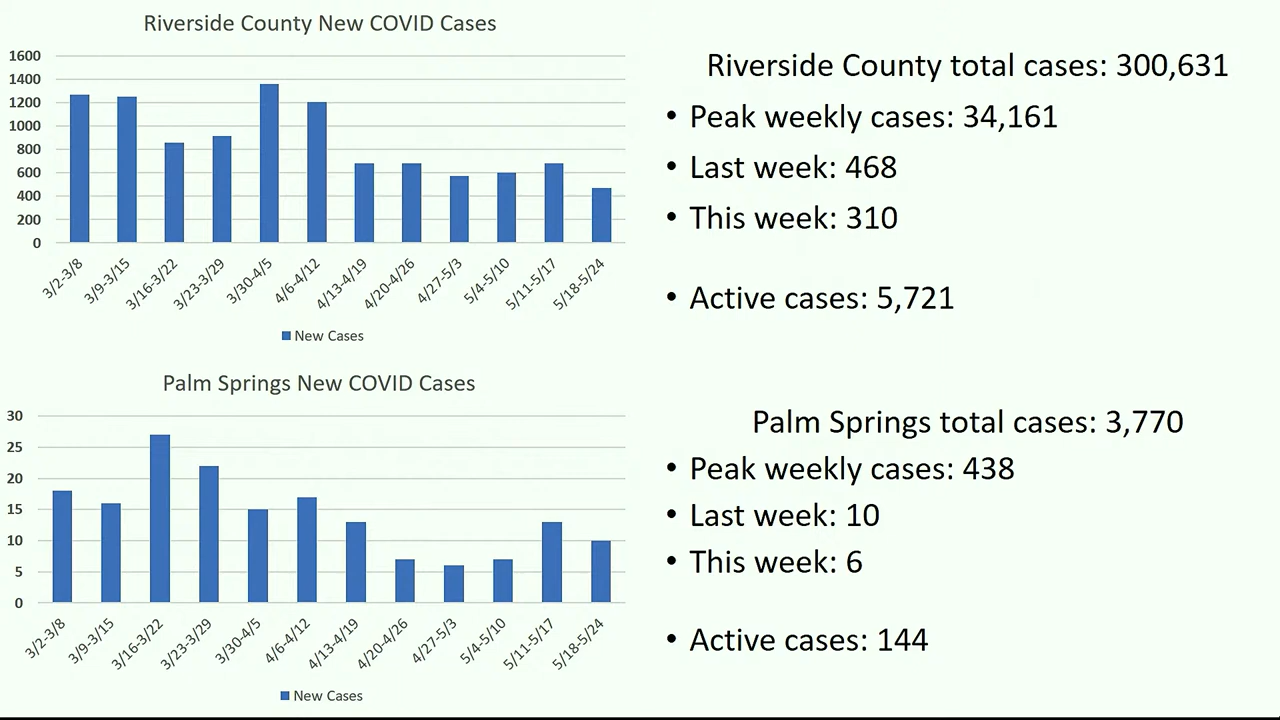 Riverside County New COVID Cases
1600
1400
1200
1000
800
600
400
200
0
3/2-3/8
3/9-3/15
3/16-3/22
3/23-3/29
3/30-4/5
4/6-4/12
4/13-4/19
4/20-4/26
4/27-5/3
5/4-5/10
5/11-5/17
5/18-5/24
New Cases
Riverside County total cases: 300,631
• Peak weekly cases: 34,161
• Last week: 468
• This week: 310
• Active cases: 5,721
Palm Springs New COVID Cases
30
25
20
15
10
5
0
3/2-3/8
3/9-3/15
3/16-3/22
3/23-3/29
3/30-4/5
4/6-4/12
4/13-4/19
4/20-4/26
4/27-5/3
5/4-5/10
5/11-5/17
5/18-5/24
New Cases
Palm Springs total cases: 3,770
• Peak weekly cases: 438
• Last week: 10
• This week: 6
• Active cases: 144